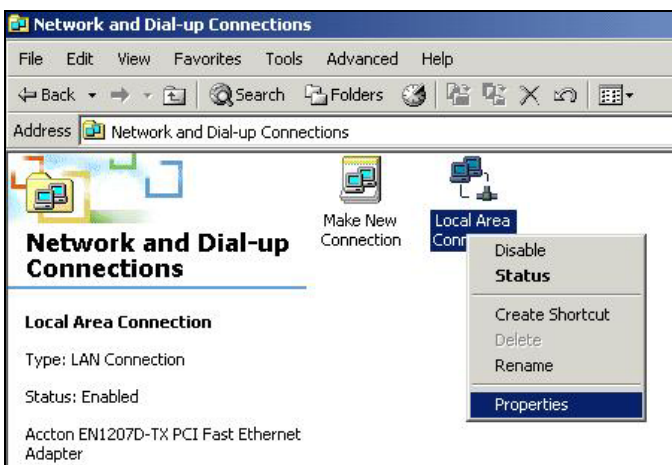 Network and Dial-up Connections
File Edit View Favorites Tools Advanced Help
Back Search Folders
Address Network and Dial-up Connections
Make New
Connection
Local Area
Conn
Network and Dial-up
Connections
Local Area Connection
Type: LAN Connection
Status: Enabled
Accton EN1207D-TX PCI Fast Ethernet
Adapter
Disable
Status
Create Shortcut
Delete
Rename
Properties